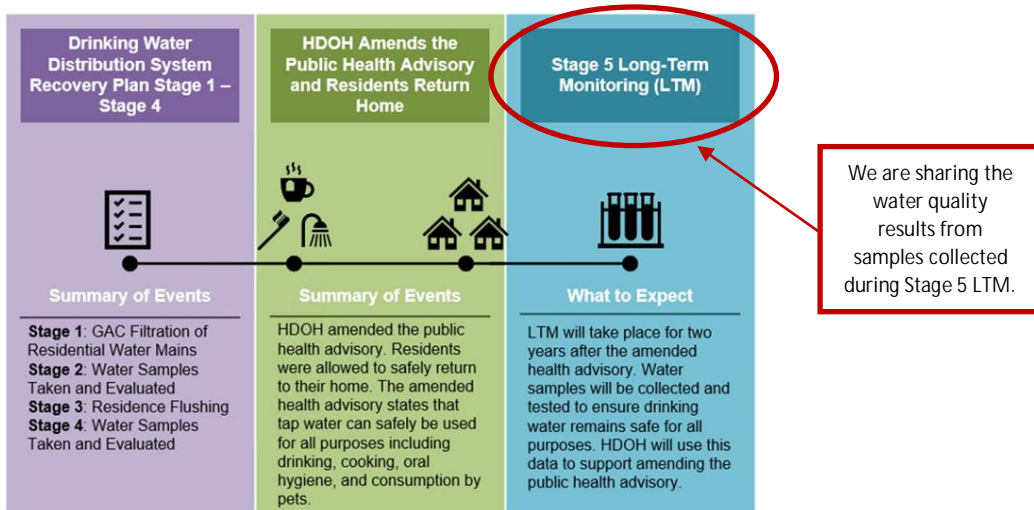 Drinking Water
Distribution System
Recovery Plan Stage 1 –
Stage 4
HDOH Amends the
Public Health Advisory
and Residents Return
Home
Stage 5 Long-Term
Monitoring (LTM)
We are sharing the
water quality
results from
samples collected
during Stage 5 LTM.
Summary of Events
Stage 1: GAC Filtration of
Residential Water Mains
Stage 2: Water Samples
Taken and Evaluated
Stage 3: Residence Flushing
Stage 4: Water Samples
Taken and Evaluated
Summary of Events
HDOH amended the public
health advisory. Residents
were allowed to safely return
to their home. The amended
health advisory states that
tap water can safely be used
for all purposes including
drinking, cooking, oral
hygiene, and consumption by
pets.
What to Expect
LTM will take place for two
years after the amended
health advisory. Water
samples will be collected and
tested to ensure drinking
water remains safe for all
purposes. HDOH will use this
data to support amending the
public health advisory.